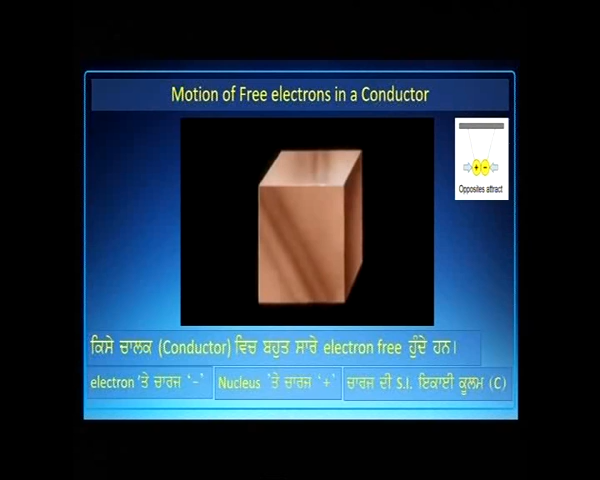 Motion of Free electrons in a Conductor
+ −
Opposites attract
ਕਿਸੇ ਚਾਲਕ (Conductor) ਵਿਚ ਬਹੁਤ ਸਾਰੇ electron free ਹੁੰਦੇ ਹਨ।
electron 'ਤੇ ਚਾਰਜ ‘−’
Nucleus 'ਤੇ ਚਾਰਜ ‘+’
ਚਾਰਜ ਦੀ S.I. ਇਕਾਈ ਕੂਲਮ (C)